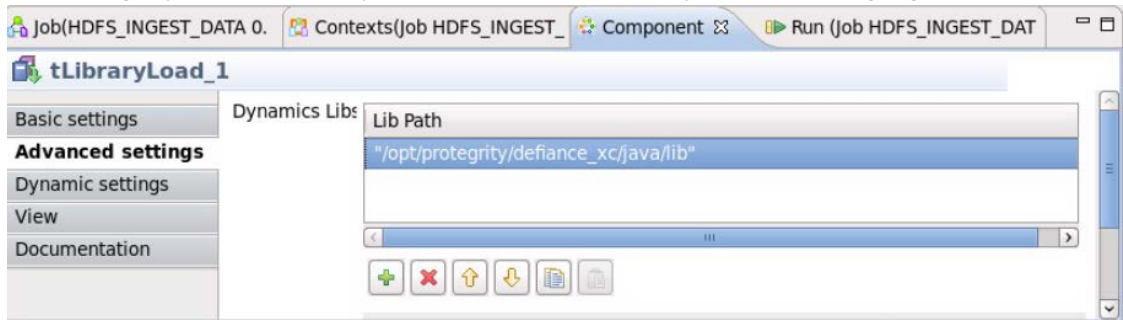 Job(HDFS_INGEST_DATA 0. Contexts(Job HDFS_INGEST_ Component Run (Job HDFS_INGEST_DAT
tLibraryLoad_1
Basic settings Dynamics Libs Lib Path
Advanced settings "/opt/protegrity/defiance_xc/java/lib"
Dynamic settings
View
Documentation